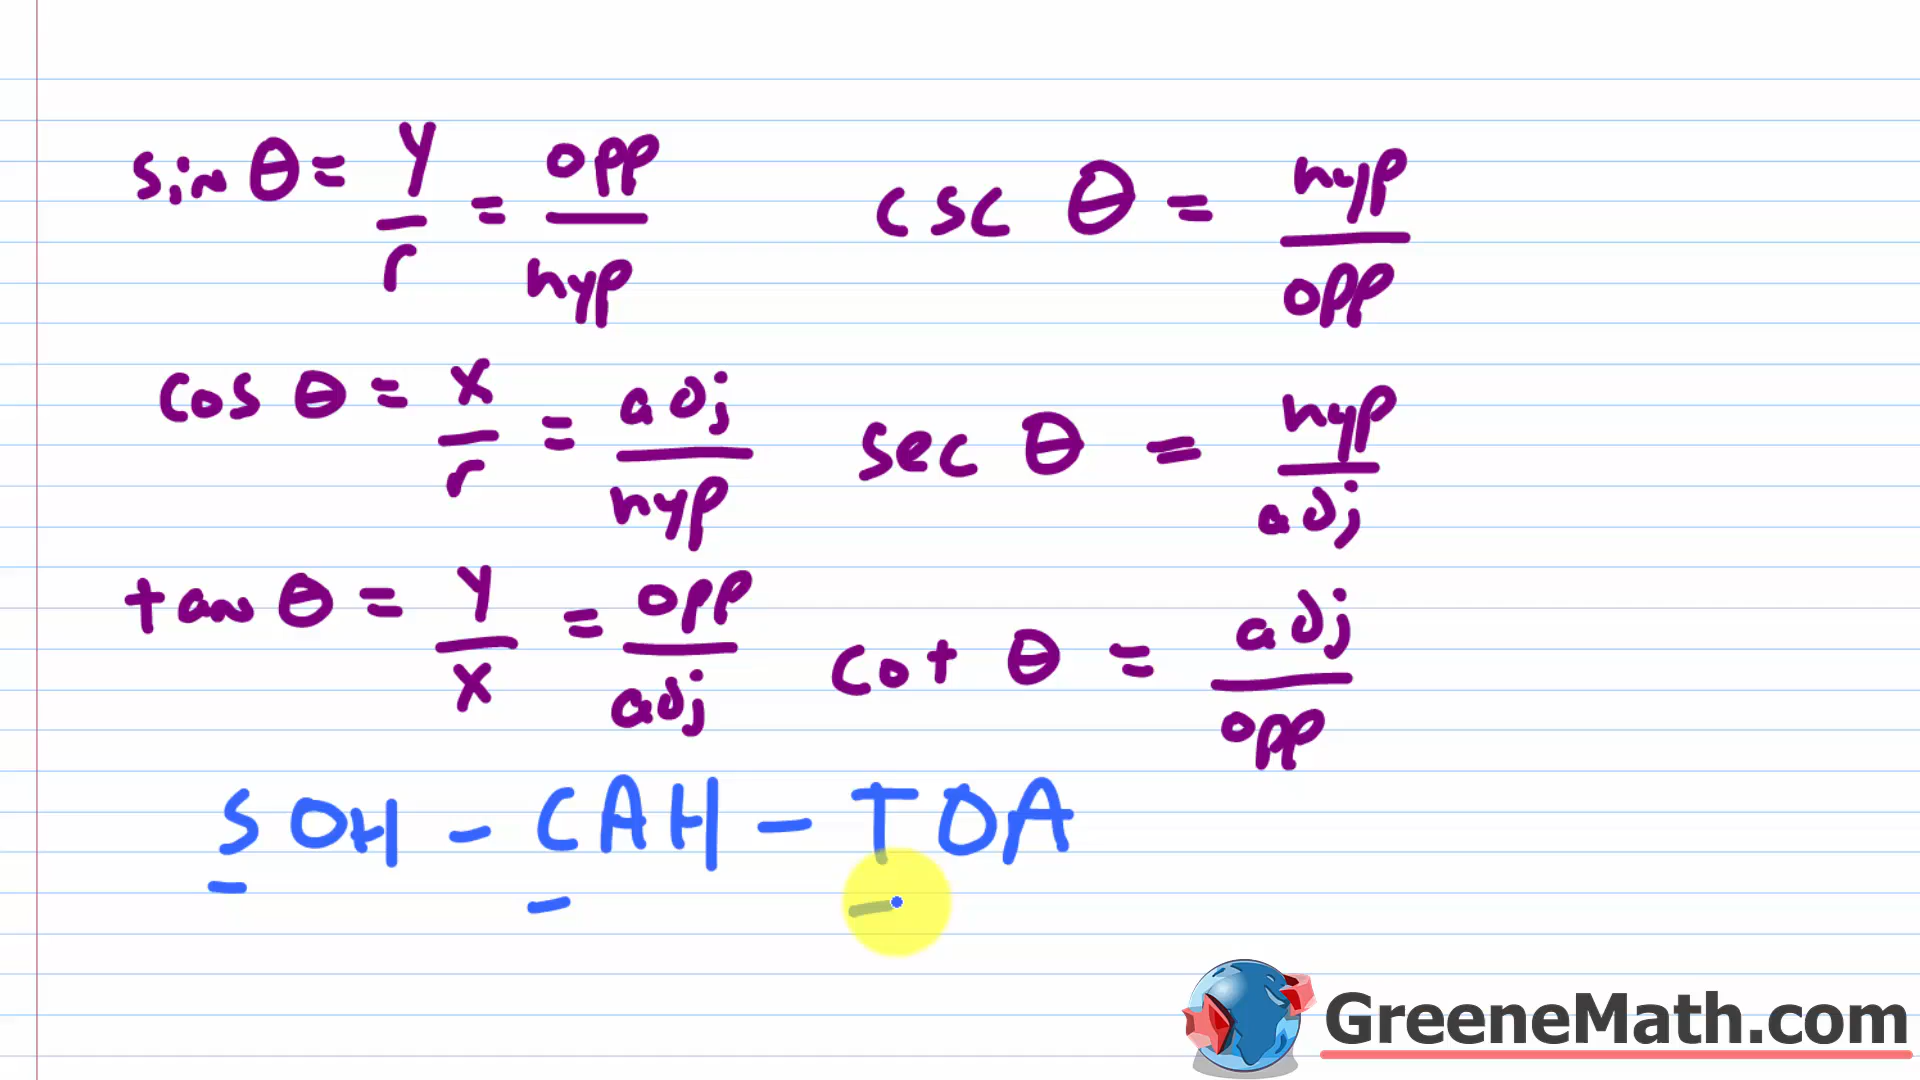 sin θ = y/r = opp/hyp
csc θ = hyp/opp
cos θ = x/r = adj/hyp
sec θ = hyp/adj
tan θ = y/x = opp/adj
cot θ = adj/opp
SOH - CAH - TOA
GreeneMath.com